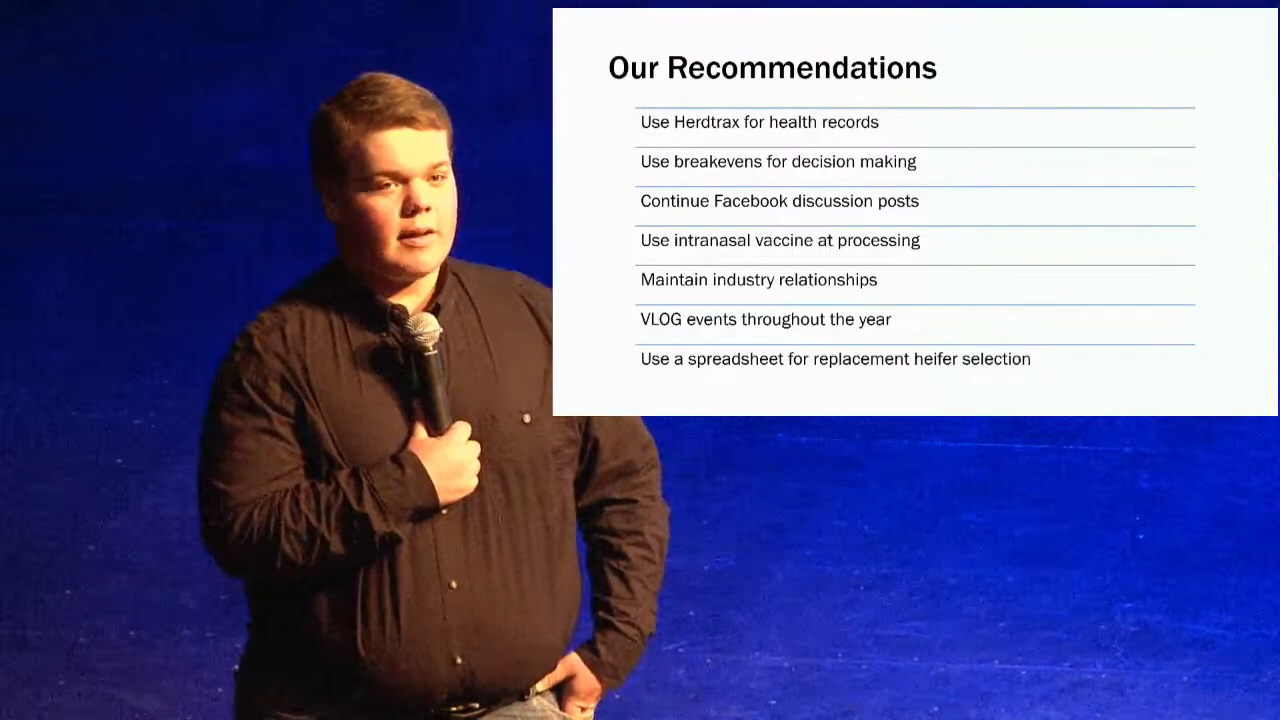 Our Recommendations
Use Herdtrax for health records
Use breakevens for decision making
Continue Facebook discussion posts
Use intranasal vaccine at processing
Maintain industry relationships
VLOG events throughout the year
Use a spreadsheet for replacement heifer selection